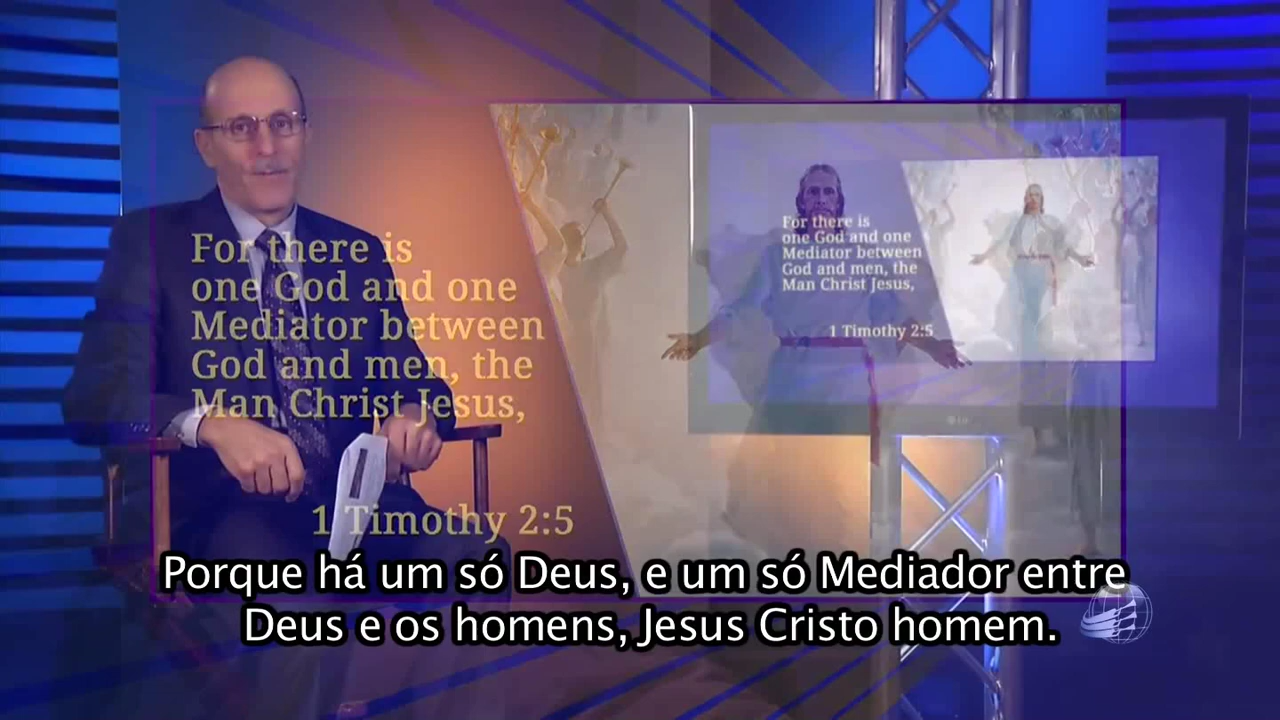 For there is
one God and one
Mediator between
God and men, the
Man Christ Jesus,
1 Timothy 2:5
For there is
one God and one
Mediator between
God and men, the
Man Christ Jesus,
1 Timothy 2:5
LG
Porque há um só Deus, e um só Mediador entre
Deus e os homens, Jesus Cristo homem.